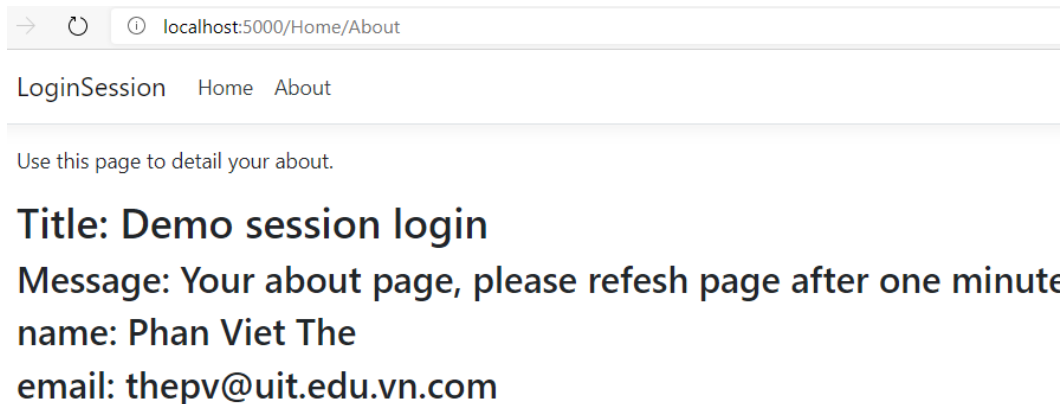 localhost:5000/Home/About
LoginSession Home About
Use this page to detail your about.
Title: Demo session login
Message: Your about page, please refesh page after one minute
name: Phan Viet The
email: thepv@uit.edu.vn.com